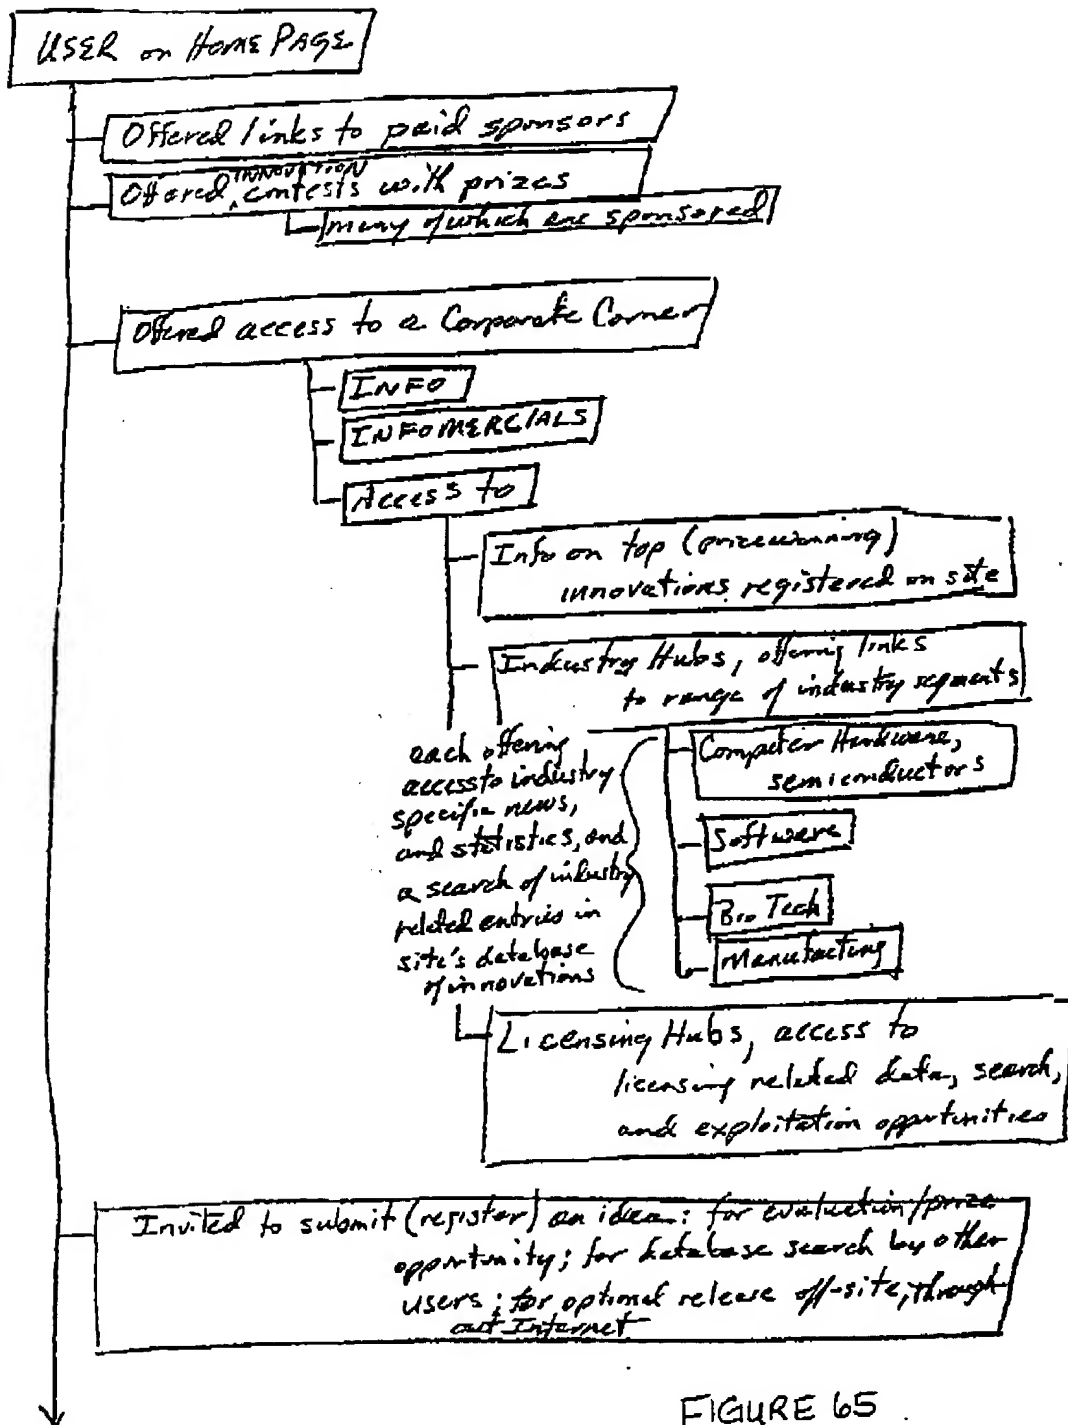 USER on HOME PAGE
Offered links to paid sponsors
Offered INNOVATION contests with prizes
many of which are sponsored
Offered access to a Corporate Corner
INFO
INFOMERCIALS
Access to
Info on top (prizewinning)
innovations registered on site
Industry Hubs, offering links
to range of industry segments
each offering
access to industry
specific news,
and statistics, and
a search of industry
related entries in
site's database
of innovations
Computer Hardware,
semiconductors
Software
Bio Tech
Manufacturing
Licensing Hubs, access to
licensing related data, search,
and exploitation opportunities
Invited to submit (register) an idea: for evaluation/prize
opportunity; for database search by other
users; for optional release off-site, through
out Internet
FIGURE 65